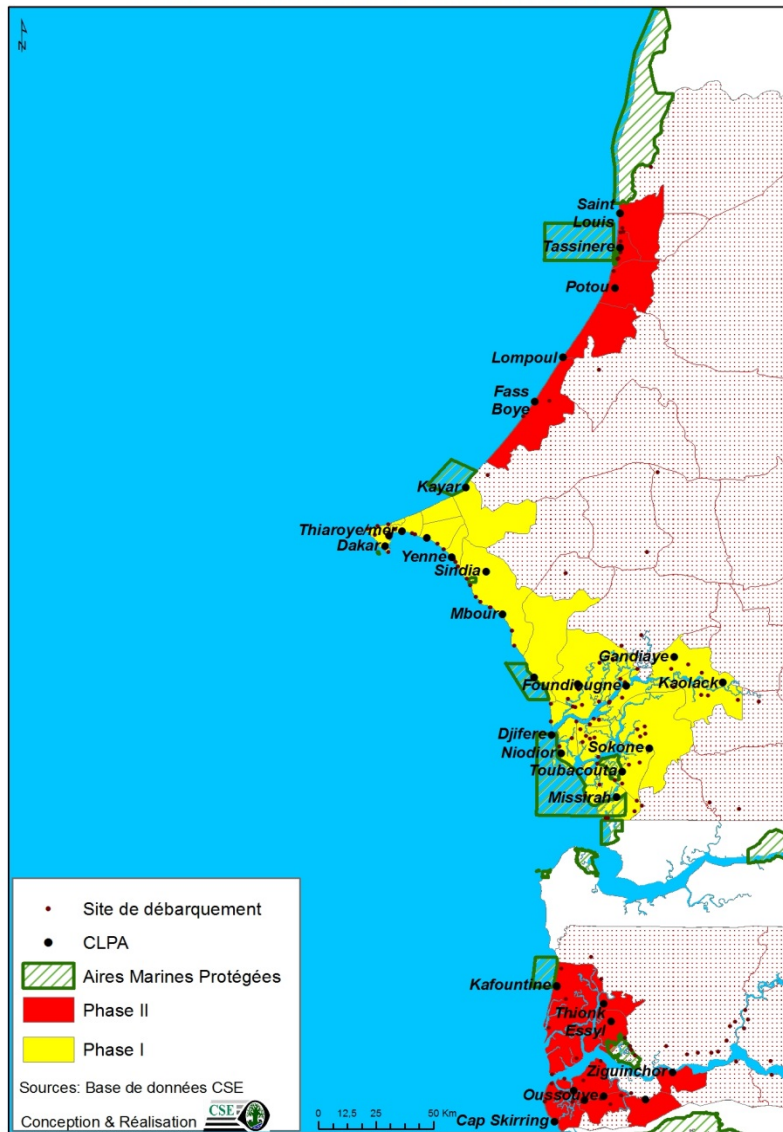 Z
Saint
Louis
Tassinere
Potou
Lompoul
Fass
Boye
Kayar
Thiaroye/mer
Dakar
Yenne
Sindia
Mbour
Gandiaye
Foundiougne
Kaolack
Djifere
Niodior
Sokone
Toubacouta
Missirah
Kafountine
Thionk
Essyl
Ziguinchor
Oussouye
Cap Skirring
Site de débarquement
CLPA
Aires Marines Protégées
Phase II
Phase I
Sources: Base de données CSE
Conception & Réalisation CSE
0 12,5 25 50 Km